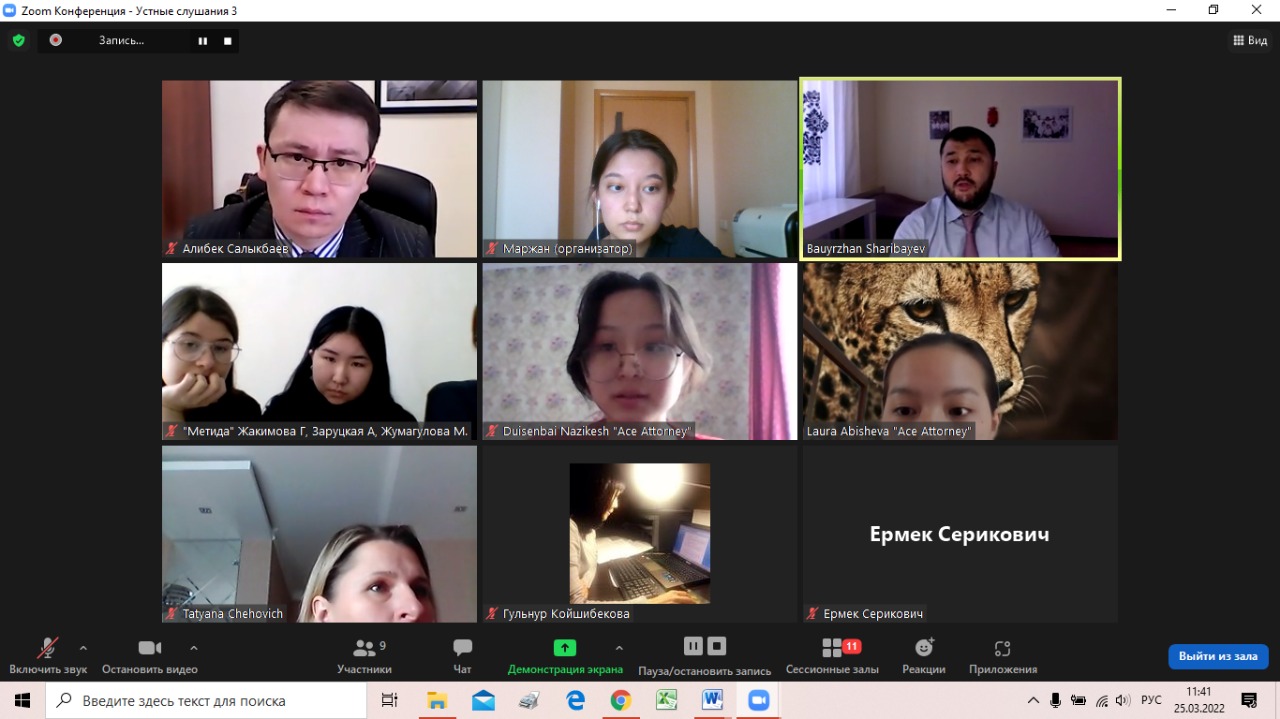 Zoom Конференция - Устные слушания 3
Запись...
Вид
Алибек Салыкбаев
Маржан (организатор)
Bauyrzhan Sharibayev
"Метида" Жакимова Г, Заруцкая А, Жумагулова М.
Duisenbai Nazikesh "Ace Attorney"
Laura Abisheva "Ace Attorney"
Tatyana Chehovich
Гульнур Койшибекова
Ермек Серикович
Ермек Серикович
9
11
Включить звук
Остановить видео
Участники
Чат
Демонстрация экрана
Пауза/остановить запись
Сессионные залы
Реакции
Приложения
Выйти из зала
Введите здесь текст для поиска
РУС
11:41
25.03.2022